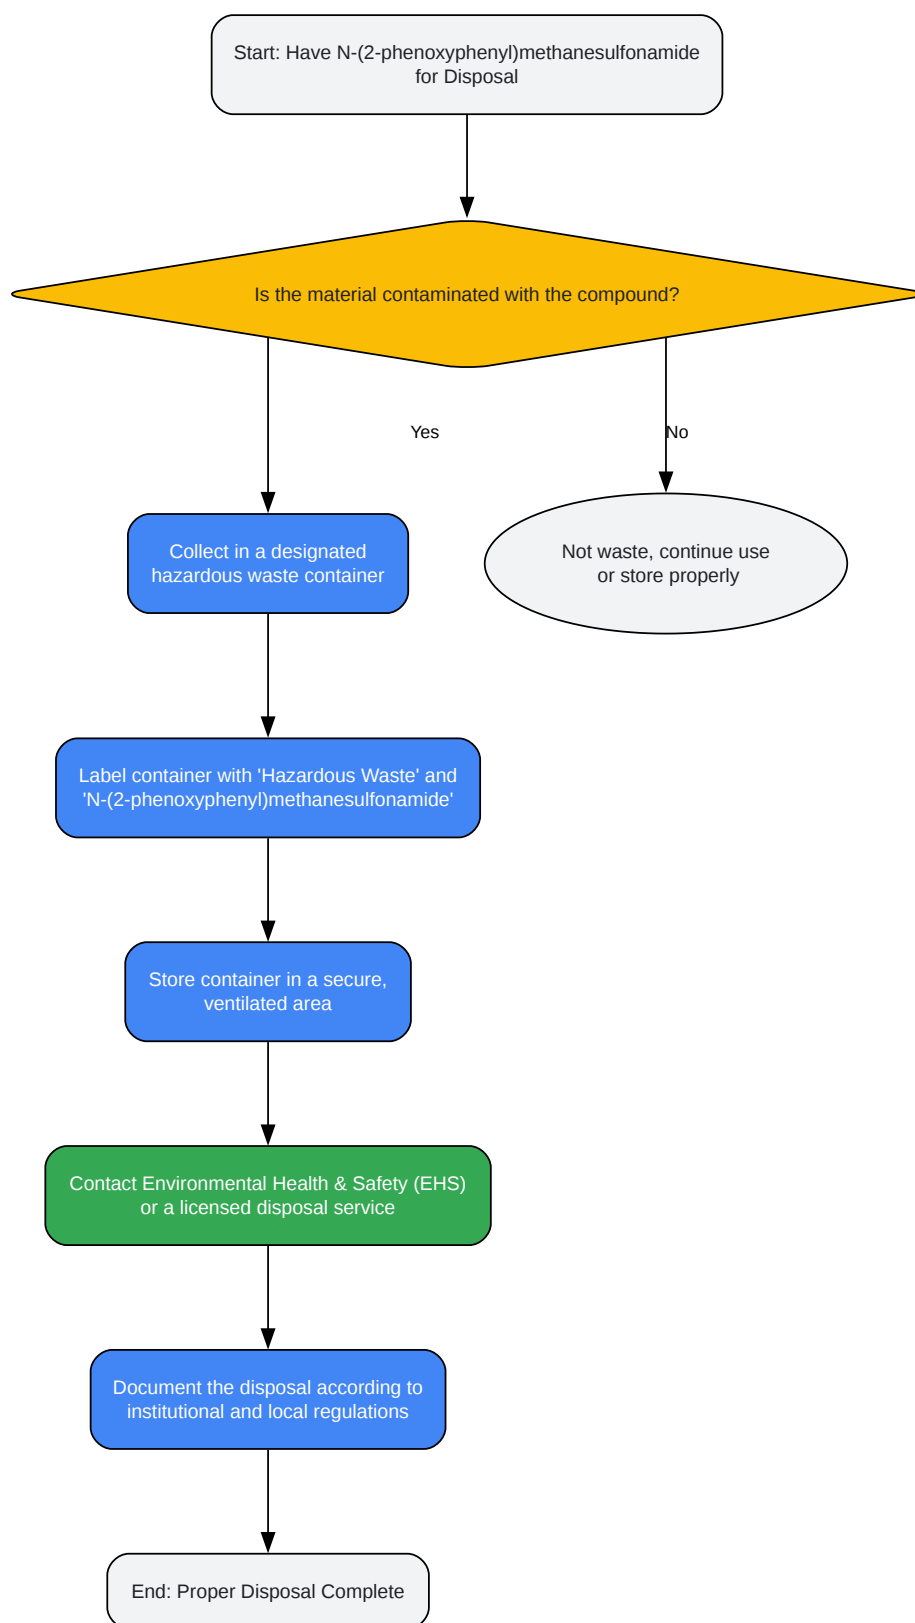 Start: Have N-(2-phenoxyphenyl)methanesulfonamide
for Disposal
Is the material contaminated with the compound?
Yes
No
Collect in a designated
hazardous waste container
Not waste, continue use
or store properly
Label container with 'Hazardous Waste' and
'N-(2-phenoxyphenyl)methanesulfonamide'
Store container in a secure,
ventilated area
Contact Environmental Health & Safety (EHS)
or a licensed disposal service
Document the disposal according to
institutional and local regulations
End: Proper Disposal Complete